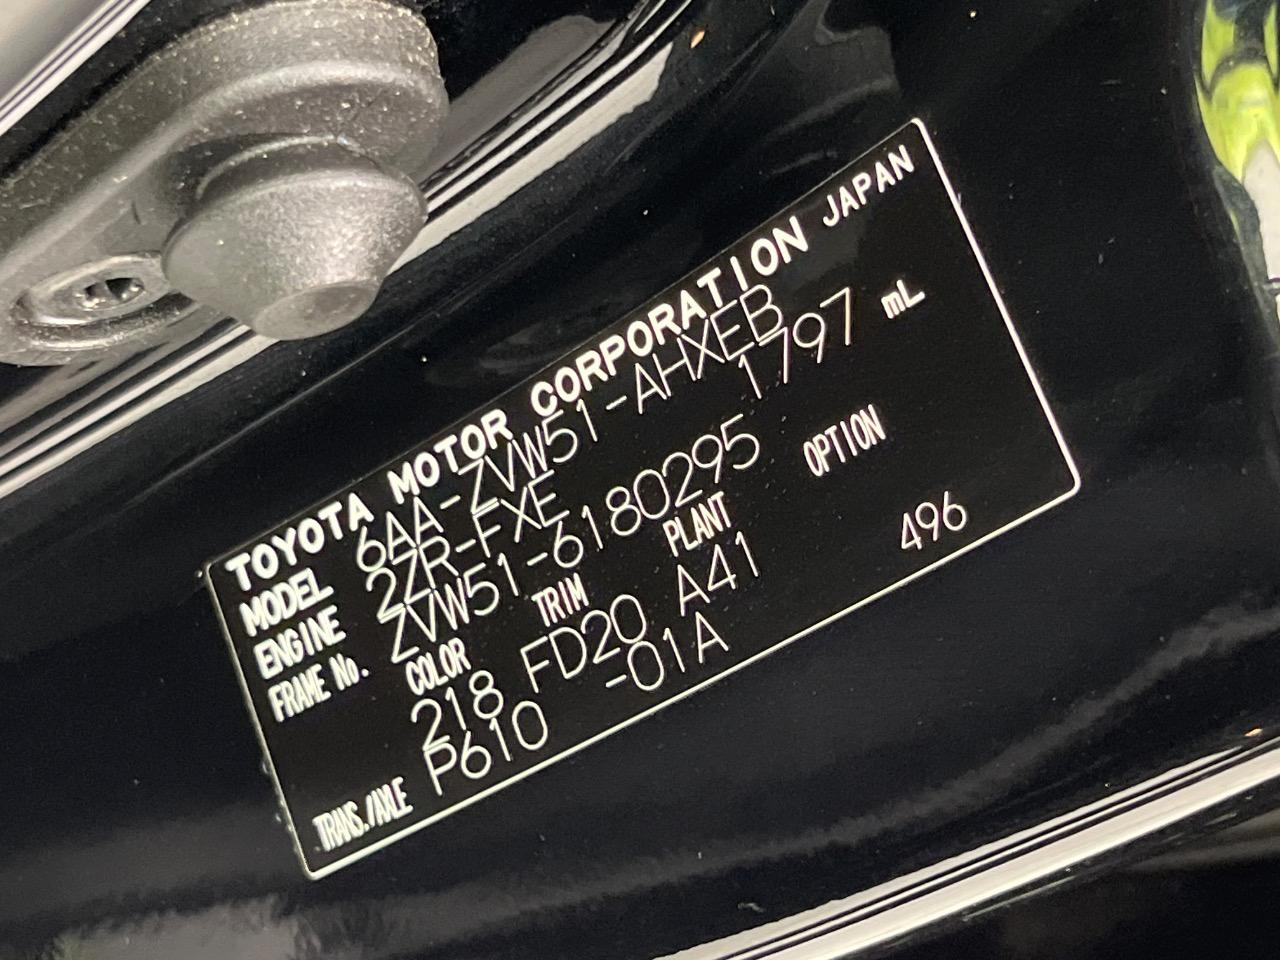 TOYOTA MOTOR CORPORATION JAPAN
MODEL 6AA-ZVW51-AHXEB
ENGINE 2ZR-FXE 1797 mL
FRAME No. ZVW51-6180295
COLOR TRIM PLANT OPTION
218 FD20 A41 496
TRANS./AXLE P610 -01A